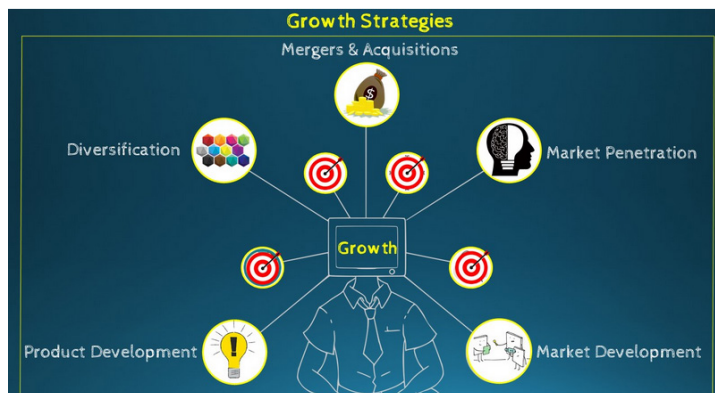 Growth Strategies
Mergers & Acquisitions
$
Diversification
Market Penetration
Growth
Product Development
!
Market Development